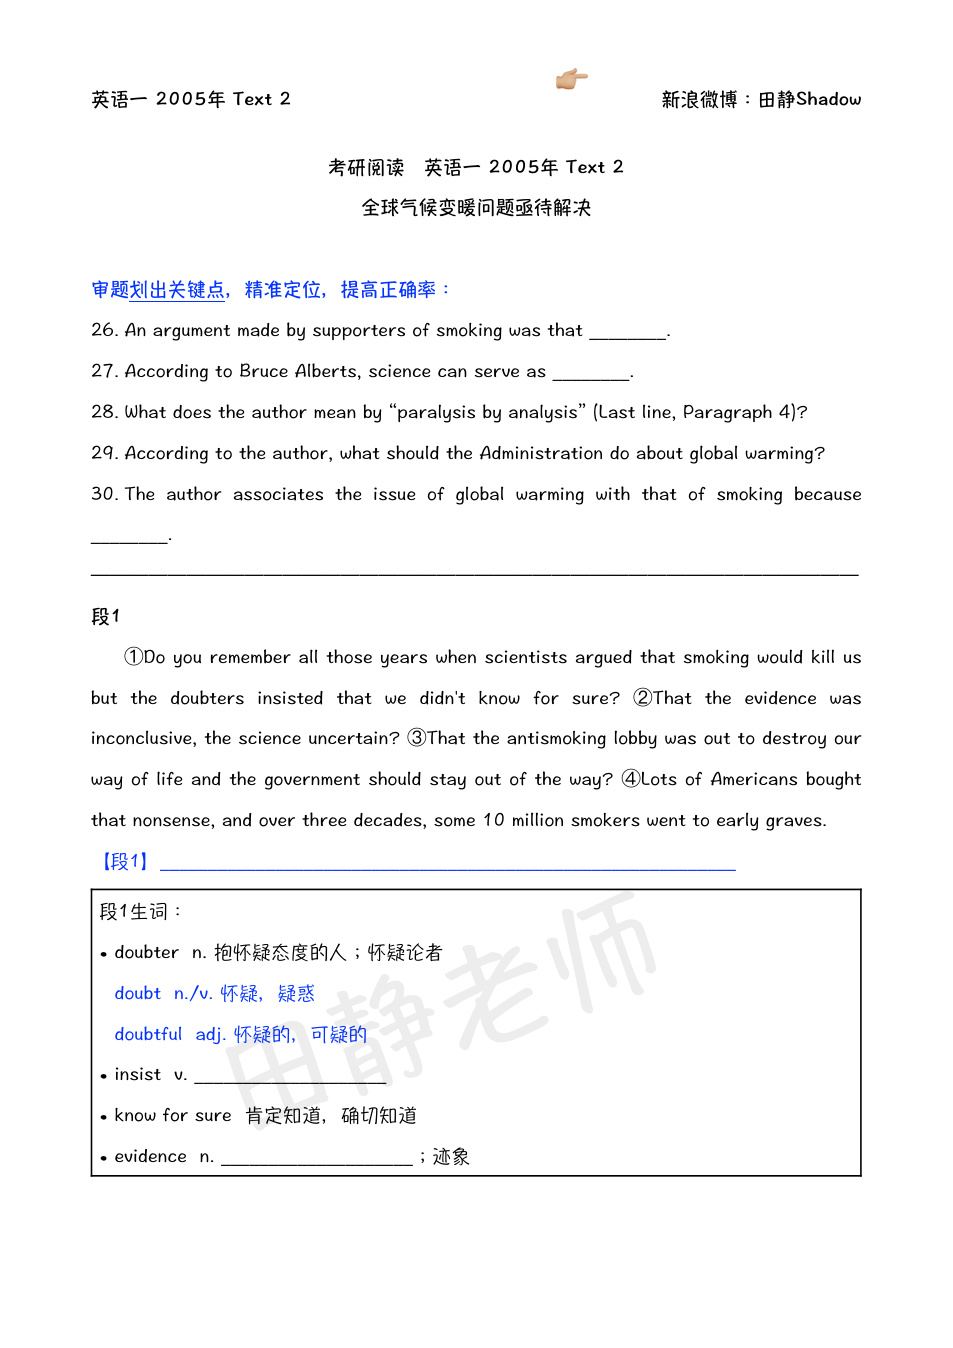 英语一 2005年 Text 2
新浪微博：田静Shadow
考研阅读 英语一 2005年 Text 2
全球气候变暖问题亟待解决
审题划出关键点，精准定位，提高正确率：
26. An argument made by supporters of smoking was that ________.
27. According to Bruce Alberts, science can serve as ________.
28. What does the author mean by “paralysis by analysis” (Last line, Paragraph 4)?
29. According to the author, what should the Administration do about global warming?
30. The author associates the issue of global warming with that of smoking because
________.
段1
①Do you remember all those years when scientists argued that smoking would kill us
but the doubters insisted that we didn't know for sure? ②That the evidence was
inconclusive, the science uncertain? ③That the antismoking lobby was out to destroy our
way of life and the government should stay out of the way? ④Lots of Americans bought
that nonsense, and over three decades, some 10 million smokers went to early graves.
【段1】____________________________________________________________
段1生词：
• doubter n. 抱怀疑态度的人；怀疑论者
doubt n./v. 怀疑，疑惑
doubtful adj. 怀疑的，可疑的
• insist v. ____________________
• know for sure 肯定知道，确切知道
• evidence n. ____________________；迹象
田静老师